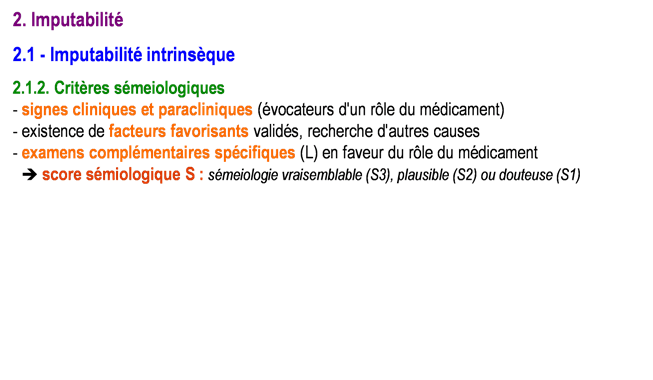 2. Imputabilité
2.1 - Imputabilité intrinsèque
2.1.2. Critères sémeiologiques
- signes cliniques et paracliniques (évocateurs d'un rôle du médicament)
- existence de facteurs favorisants validés, recherche d'autres causes
- examens complémentaires spécifiques (L) en faveur du rôle du médicament
➔ score sémiologique S : sémeiologie vraisemblable (S3), plausible (S2) ou douteuse (S1)